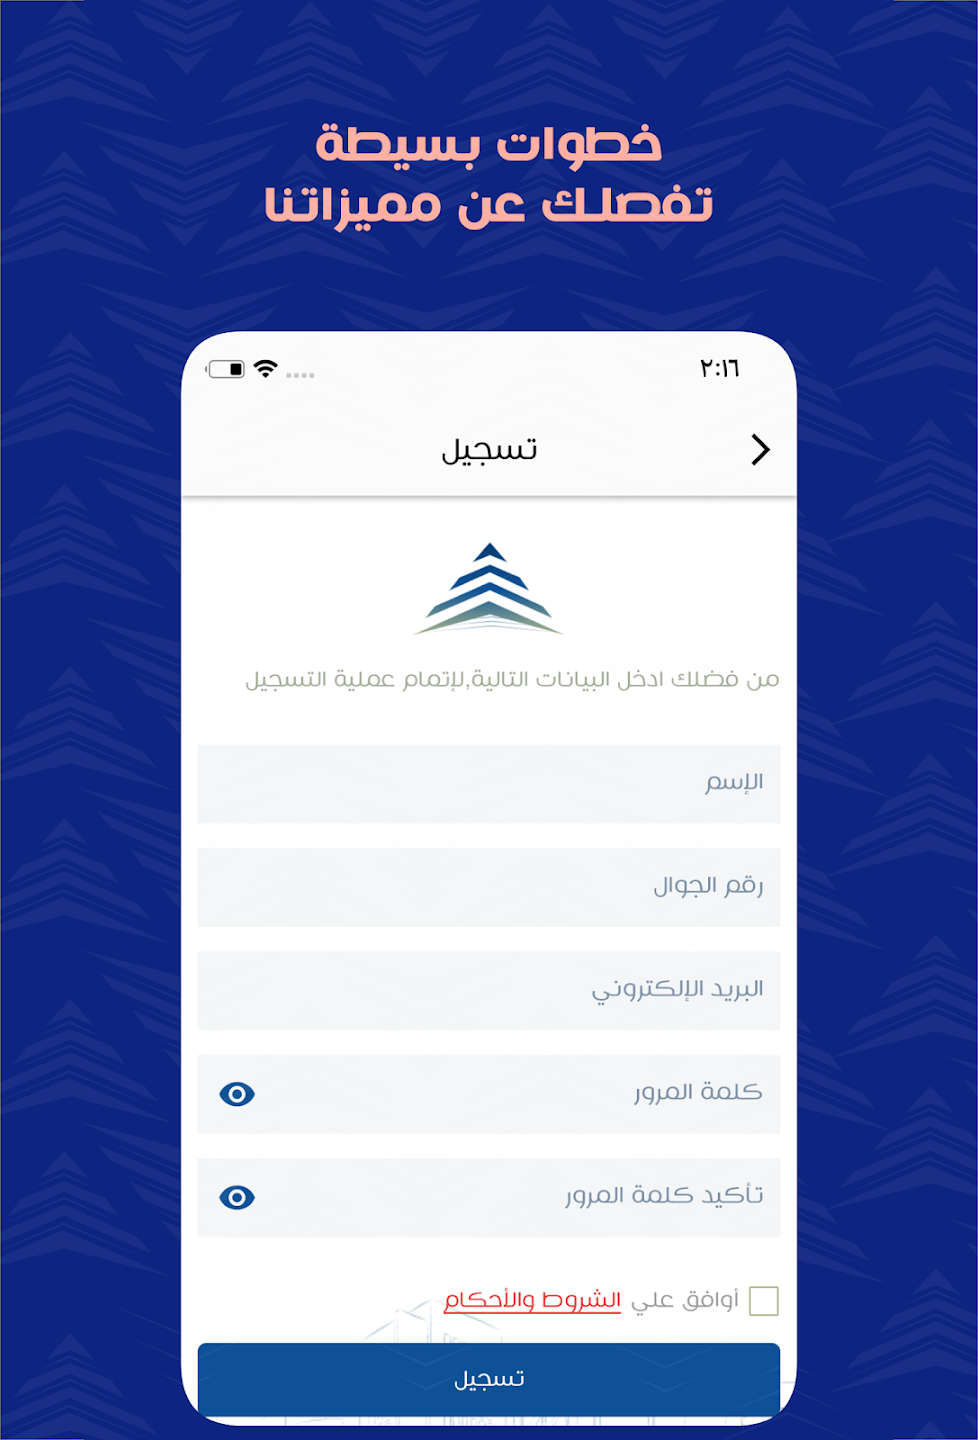 خطوات بسيطة
تفصلك عن مميزاتنا
٢:١٦
تسجيل
من فضلك ادخل البيانات التالية,لإتمام عملية التسجيل
الإسم
رقم الجوال
البريد الإلكتروني
كلمة المرور
تأكيد كلمة المرور
أوافق علي الشروط والأحكام
تسجيل